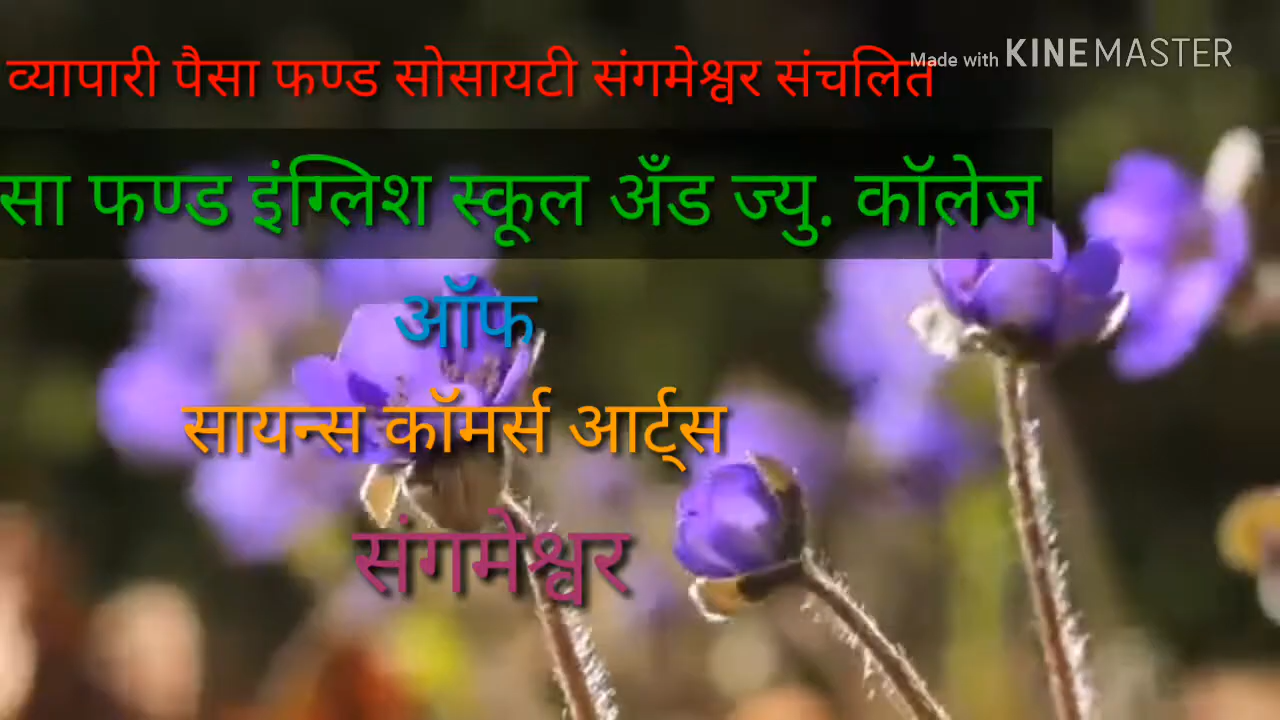 व्यापारी पैसा फण्ड सोसायटी संगमेश्वर संचलित
Made with KINEMASTER
सा फण्ड इंग्लिश स्कूल अँड ज्यु. कॉलेज
ऑफ
सायन्स कॉमर्स आर्ट्स
संगमेश्वर